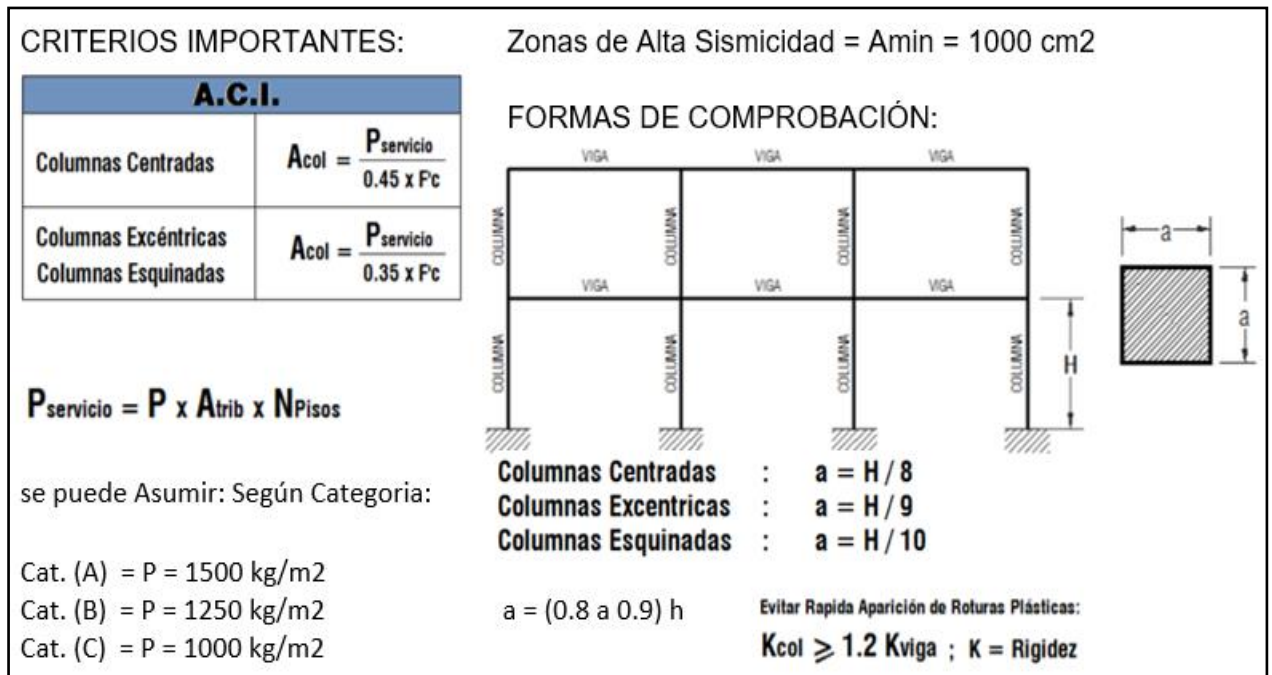 CRITERIOS IMPORTANTES:
A.C.I.
Columnas Centradas
Acol = Pservicio / 0.45 x F'c
Columnas Excéntricas
Columnas Esquinadas
Acol = Pservicio / 0.35 x F'c
Pservicio = P x Atrib x NPisos
se puede Asumir: Según Categoria:
Cat. (A) = P = 1500 kg/m2
Cat. (B) = P = 1250 kg/m2
Cat. (C) = P = 1000 kg/m2
Zonas de Alta Sismicidad = Amin = 1000 cm2
FORMAS DE COMPROBACIÓN:
VIGA VIGA VIGA
COLUMNA COLUMNA COLUMNA COLUMNA
VIGA VIGA VIGA
COLUMNA COLUMNA COLUMNA COLUMNA
H
a
a
Columnas Centradas : a = H / 8
Columnas Excentricas : a = H / 9
Columnas Esquinadas : a = H / 10
a = (0.8 a 0.9) h
Evitar Rapida Aparición de Roturas Plásticas:
Kcol ⩾ 1.2 Kviga ; K = Rigidez